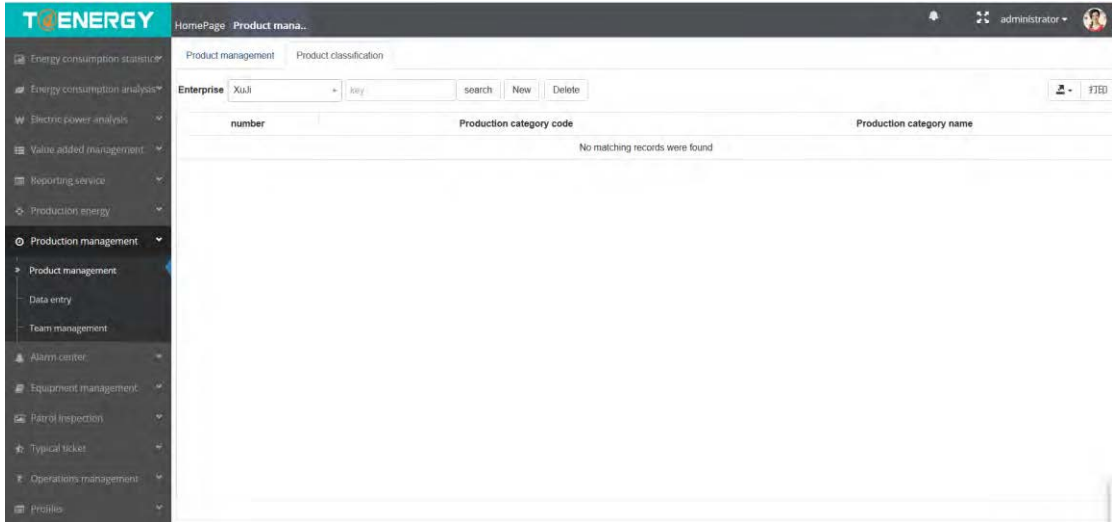 T ENERGY
HomePage Product mana..
administrator
Product management Product classification
Enterprise XuJi key search New Delete 打印
number Production category code Production category name
No matching records were found
Energy consumption statistics
Energy consumption analysis
Electric power analysis
Value added management
Reporting service
Production energy
Production management
Product management
Data entry
Team management
Alarm center
Equipment management
Patrol inspection
Typical ticket
Operations management